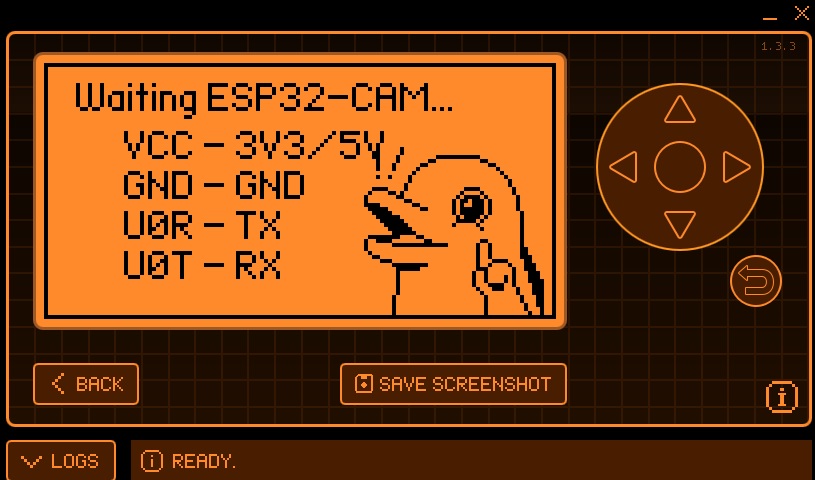 1.3.3
Waiting ESP32-CAM...
VCC - 3V3/5V
GND - GND
U0R - TX
U0T - RX
BACK
SAVE SCREENSHOT
LOGS
READY.